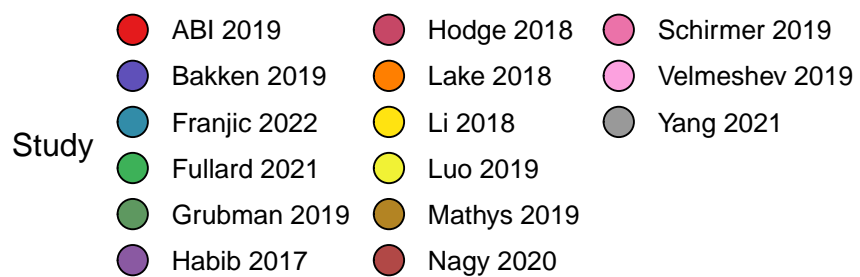 Study
ABI 2019
Bakken 2019
Franjic 2022
Fullard 2021
Grubman 2019
Habib 2017
Hodge 2018
Lake 2018
Li 2018
Luo 2019
Mathys 2019
Nagy 2020
Schirmer 2019
Velmeshev 2019
Yang 2021